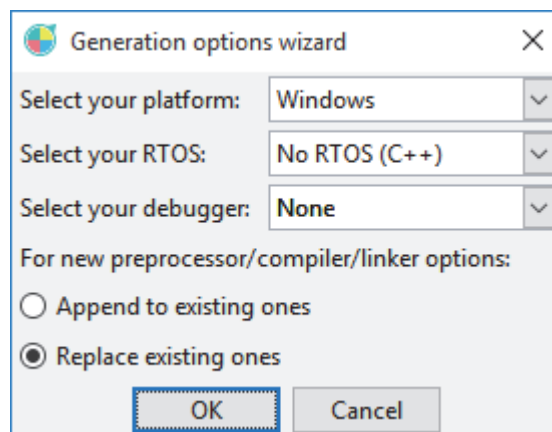 Generation options wizard
Select your platform: Windows
Select your RTOS: No RTOS (C++)
Select your debugger: None
For new preprocessor/compiler/linker options:
Append to existing ones
Replace existing ones
OK Cancel